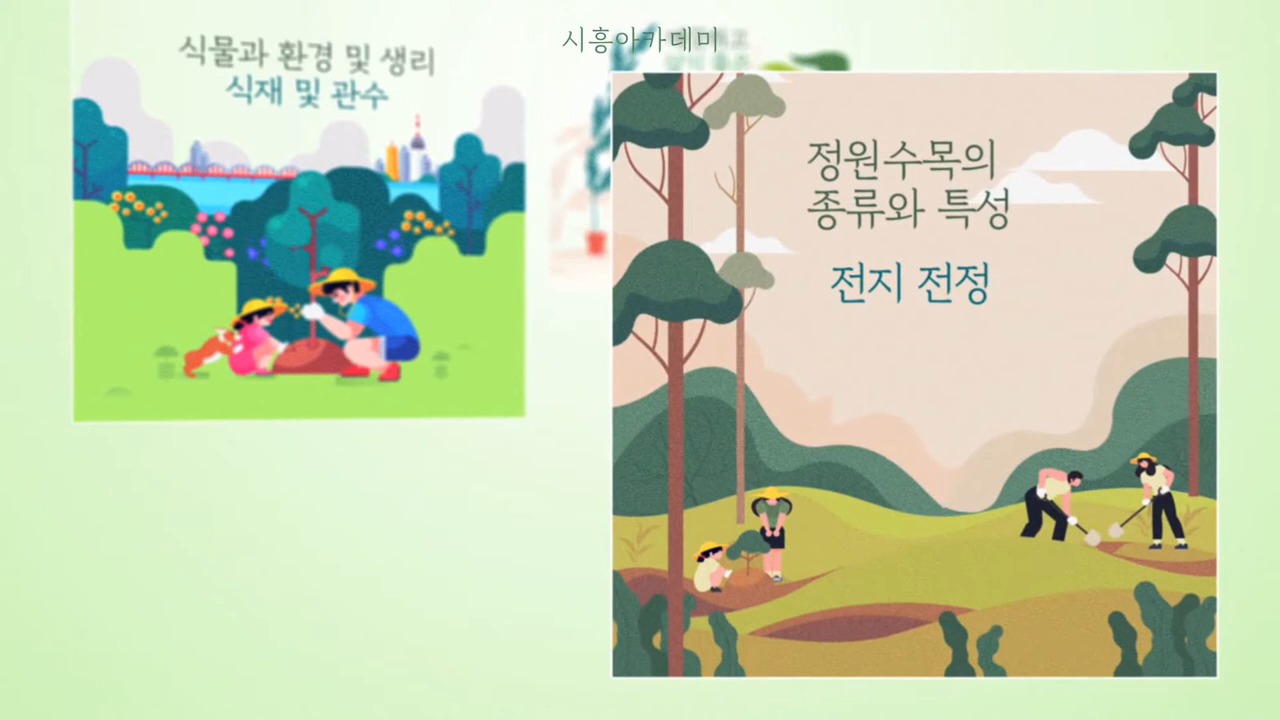 시흥아카데미
식물과 환경 및 생리
식재 및 관수
정원수목의
종류와 특성
전지 전정